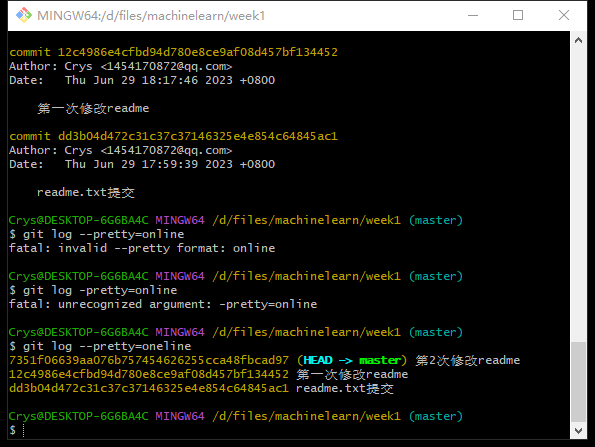 MINGW64:/d/files/machinelearn/week1
commit 12c4986e4cfbd94d780e8ce9af08d457bf134452
Author: Crys <1454170872@qq.com>
Date:   Thu Jun 29 18:17:46 2023 +0800
第一次修改readme
commit dd3b04d472c31c37c37146325e4e854c64845ac1
Author: Crys <1454170872@qq.com>
Date:   Thu Jun 29 17:59:39 2023 +0800
readme.txt提交
Crys@DESKTOP-6G6BA4C MINGW64 /d/files/machinelearn/week1 (master)
$ git log --pretty=online
fatal: invalid --pretty format: online
Crys@DESKTOP-6G6BA4C MINGW64 /d/files/machinelearn/week1 (master)
$ git log -pretty=online
fatal: unrecognized argument: -pretty=online
Crys@DESKTOP-6G6BA4C MINGW64 /d/files/machinelearn/week1 (master)
$ git log --pretty=oneline
7351f06639aa076b757454626255cca48fbcad97 (HEAD -> master) 第2次修改readme
12c4986e4cfbd94d780e8ce9af08d457bf134452 第一次修改readme
dd3b04d472c31c37c37146325e4e854c64845ac1 readme.txt提交
Crys@DESKTOP-6G6BA4C MINGW64 /d/files/machinelearn/week1 (master)
$